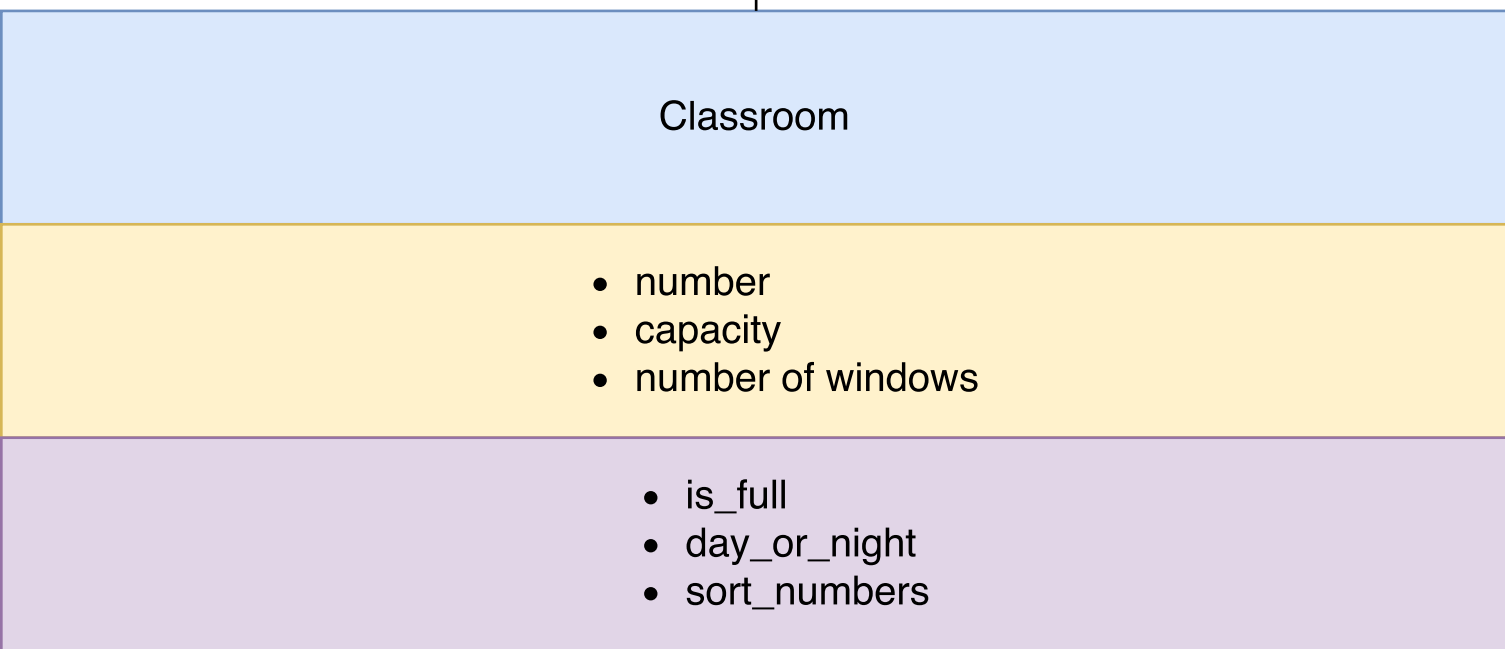 Classroom
• number
• capacity
• number of windows
• is_full
• day_or_night
• sort_numbers